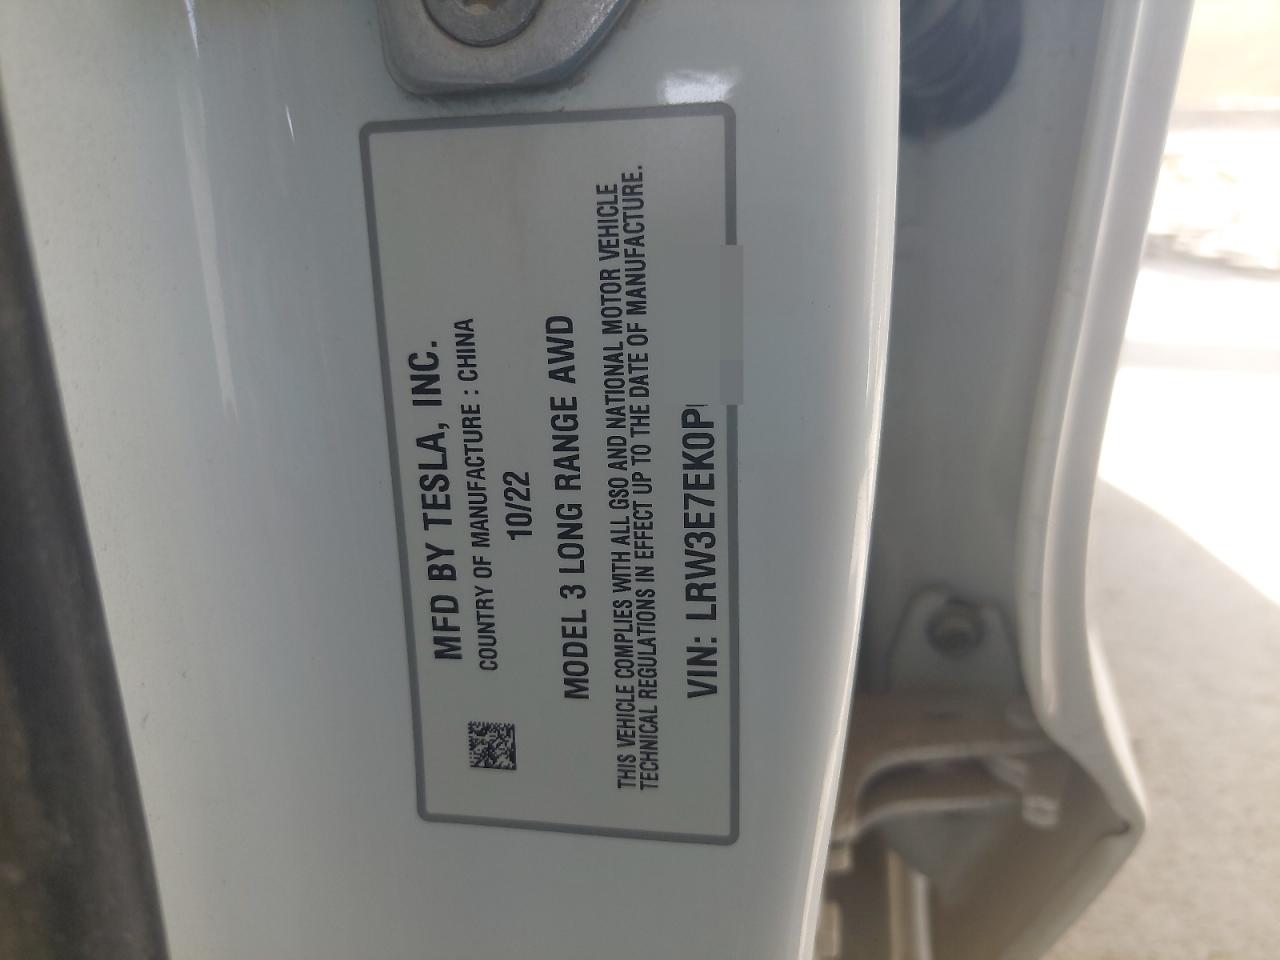 MFD BY TESLA, INC.
COUNTRY OF MANUFACTURE : CHINA
10/22
MODEL 3 LONG RANGE AWD
THIS VEHICLE COMPLIES WITH ALL GSO AND NATIONAL MOTOR VEHICLE
TECHNICAL REGULATIONS IN EFFECT UP TO THE DATE OF MANUFACTURE.
VIN: LRW3E7EK0P